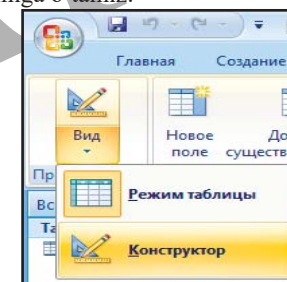 Главная Создание
Вид
Новое
поле
Режим таблицы
Конструктор